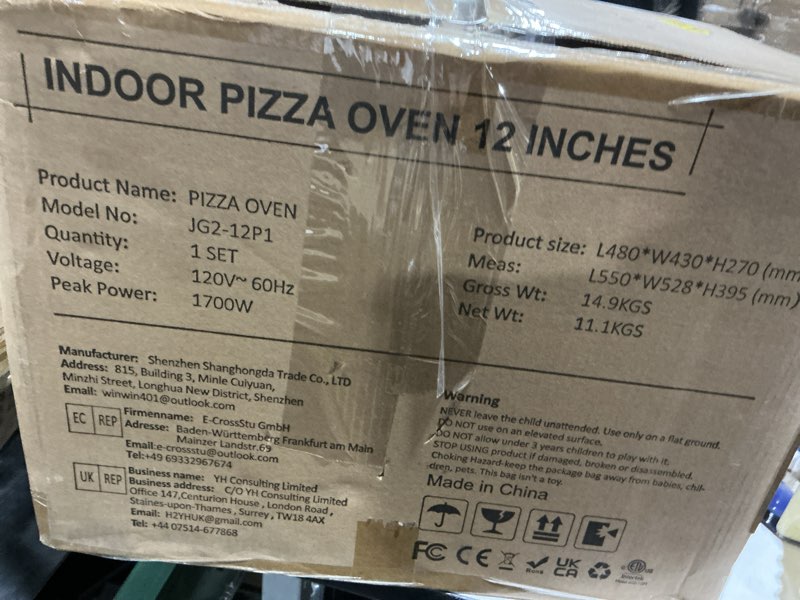 INDOOR PIZZA OVEN 12 INCHES
Product Name: PIZZA OVEN
Model No: JG2-12P1
Quantity: 1 SET
Voltage: 120V~ 60Hz
Peak Power: 1700W
Product size: L480*W430*H270 (mm
Meas: L550*W528*H395 (mm)
Gross Wt: 14.9KGS
Net Wt: 11.1KGS
Manufacturer: Shenzhen Shanghongda Trade Co., LTD
Address: 815, Building 3, Minle Cuiyuan,
Minzhi Street, Longhua New District, Shenzhen
Email: winwin401@outlook.com
EC REP
Firmenname: E-CrossStu GmbH
Adresse: Baden-Württemberg Frankfurt am Main
Mainzer Landstr.69
Email:e-crossstu@outlook.com
Tel:+49 69332967674
UK REP
Business name: YH Consulting Limited
Business address: C/O YH Consulting Limited
Office 147,Centurion House , London Road ,
Staines-upon-Thames , Surrey , TW18 4AX
Email: H2YHUK@gmail.com
Tel: +44 07514-677868
Warning
NEVER leave the child unattended. Use only on a flat ground.
DO NOT use on an elevated surface.
DO NOT allow under 3 years children to play with it.
STOP USING product if damaged, broken or disassembled.
Choking Hazard-keep the package bag away from babies, chil-
dren, pets. This bag isn't a toy.
Made in China
FC CE RoHS UK CA ETL
Intertek